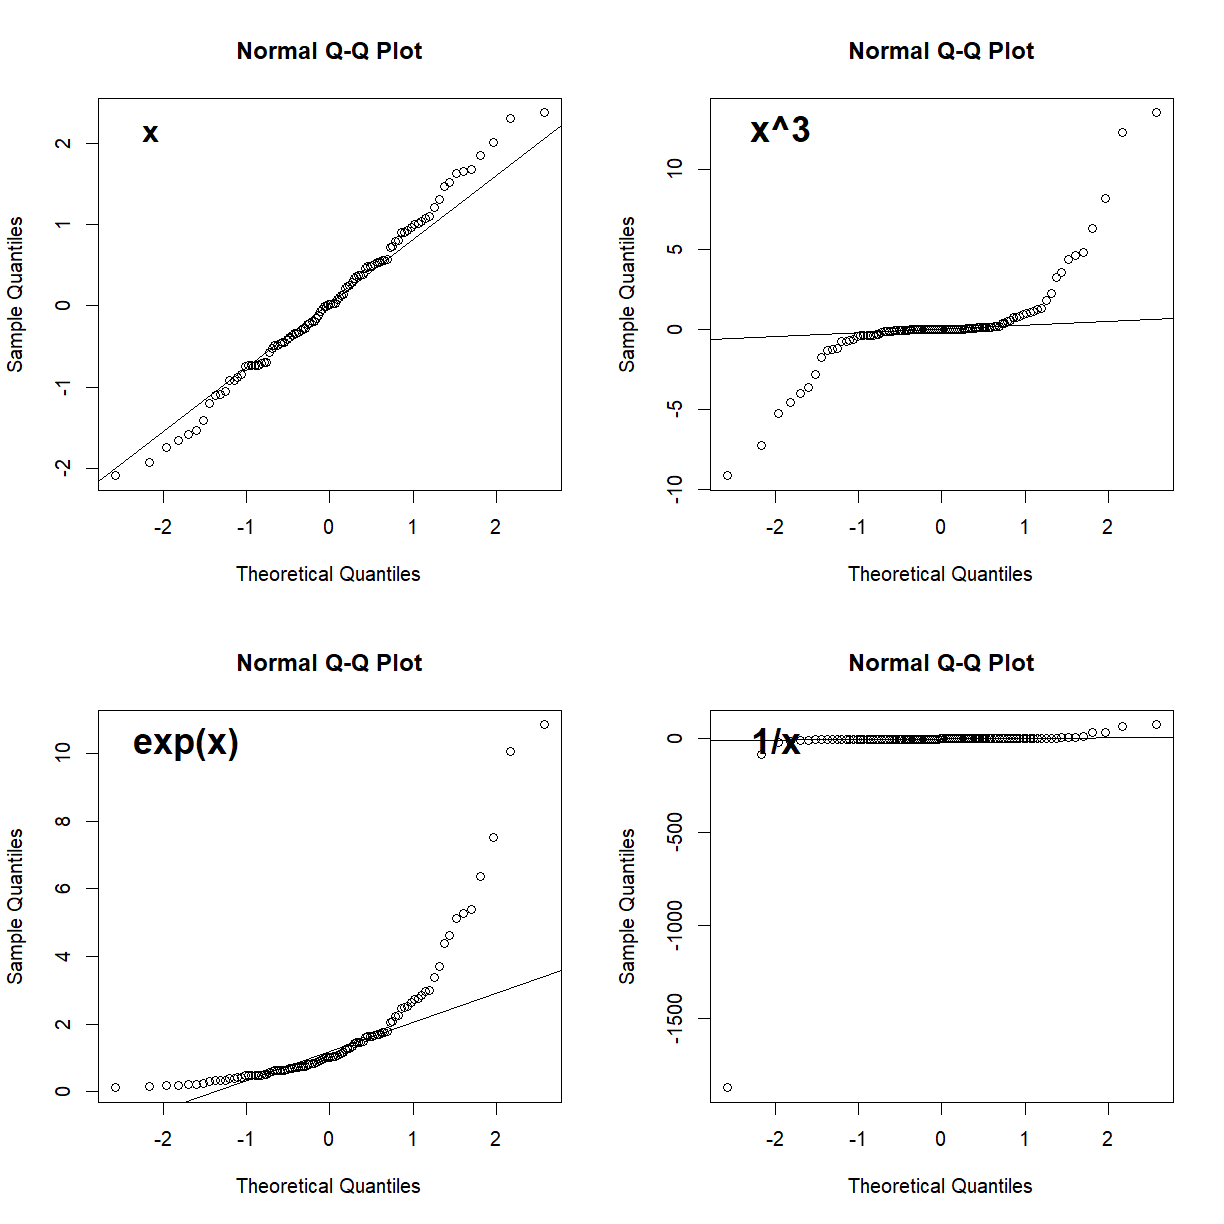 Normal Q-Q Plot
x
Sample Quantiles
2
1
0
-1
-2
-2 -1 0 1 2
Theoretical Quantiles
Normal Q-Q Plot
x^3
Sample Quantiles
10
5
0
-5
-10
-2 -1 0 1 2
Theoretical Quantiles
Normal Q-Q Plot
exp(x)
Sample Quantiles
10
8
6
4
2
0
-2 -1 0 1 2
Theoretical Quantiles
Normal Q-Q Plot
1/x
Sample Quantiles
0
-500
-1000
-1500
-2 -1 0 1 2
Theoretical Quantiles